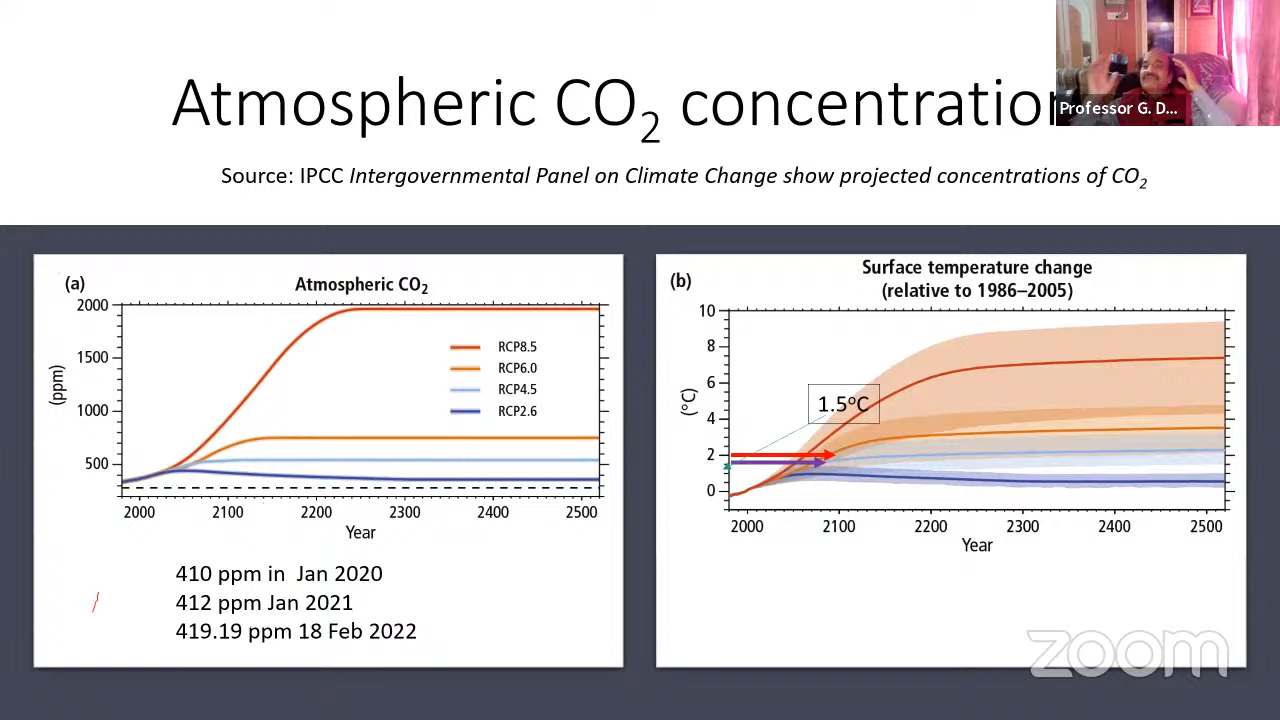 Atmospheric CO₂ concentration
Professor G. D...
Source: IPCC Intergovernmental Panel on Climate Change show projected concentrations of CO₂
(a)
Atmospheric CO₂
2000
1500
1000
500
(ppm)
RCP8.5
RCP6.0
RCP4.5
RCP2.6
2000 2100 2200 2300 2400 2500
Year
410 ppm in Jan 2020
412 ppm Jan 2021
419.19 ppm 18 Feb 2022
(b)
Surface temperature change
(relative to 1986–2005)
10
8
6
4
2
0
(°C)
1.5°C
2000 2100 2200 2300 2400 2500
Year
zoom